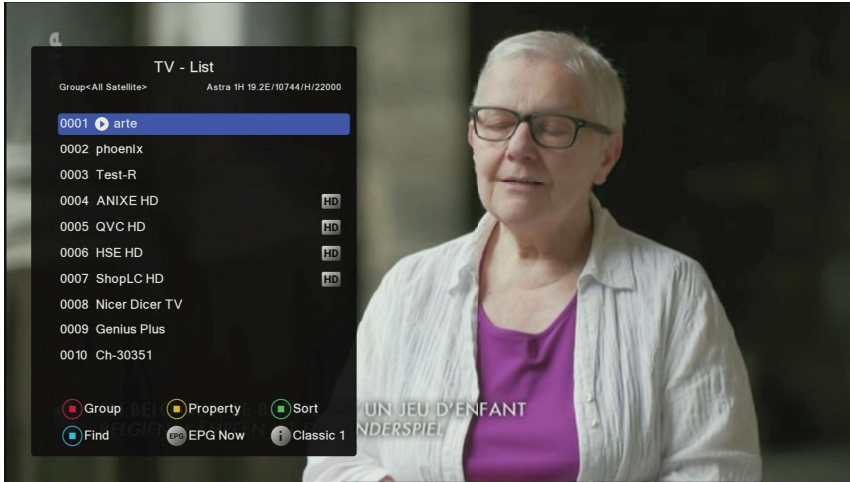 TV - List
Group<All Satellite> Astra 1H 19.2E/10744/H/22000
0001 arte
0002 phoenix
0003 Test-R
0004 ANIXE HD HD
0005 QVC HD HD
0006 HSE HD HD
0007 ShopLC HD HD
0008 Nicer Dicer TV
0009 Genius Plus
0010 Ch-30351
Group Property Sort
UN JEU D'ENFANT
Find EPG EPG Now i Classic 1
NDERSPIEL